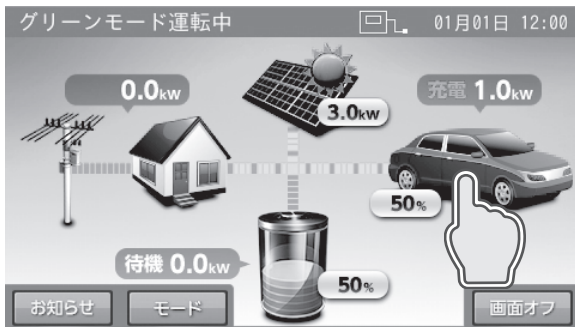 グリーンモード運転中 01月01日 12:00
0.0kw
3.0kw
充電 1.0kw
50%
待機 0.0kw
50%
お知らせ モード 画面オフ